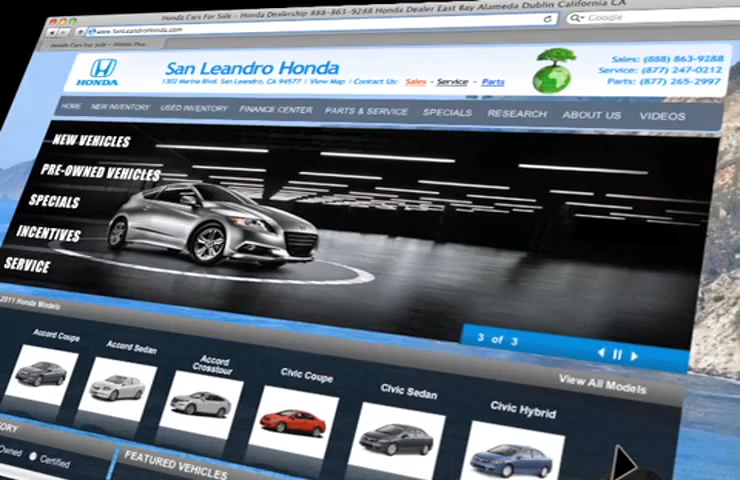 Honda Cars For Sale - Honda Dealership 888-863-9288 Honda Dealer East Bay Alameda Dublin California CA
www.SanLeandroHonda.com
Google
Honda Cars For Sale - Honda Dea...
HONDA
San Leandro Honda
1302 Marina Blvd. San Leandro, CA 94577 | View Map | Contact Us: Sales - Service - Parts
Sales: (888) 863-9288
Service: (877) 247-0212
Parts: (877) 265-2997
HOME NEW INVENTORY USED INVENTORY FINANCE CENTER PARTS & SERVICE SPECIALS RESEARCH ABOUT US VIDEOS
NEW VEHICLES
PRE-OWNED VEHICLES
SPECIALS
INCENTIVES
SERVICE
3 of 3
2011 Honda Models
View All Models
Accord Coupe
Accord Sedan
Accord
Crosstour
Civic Coupe
Civic Sedan
Civic Hybrid
Owned Certified
FEATURED VEHICLES